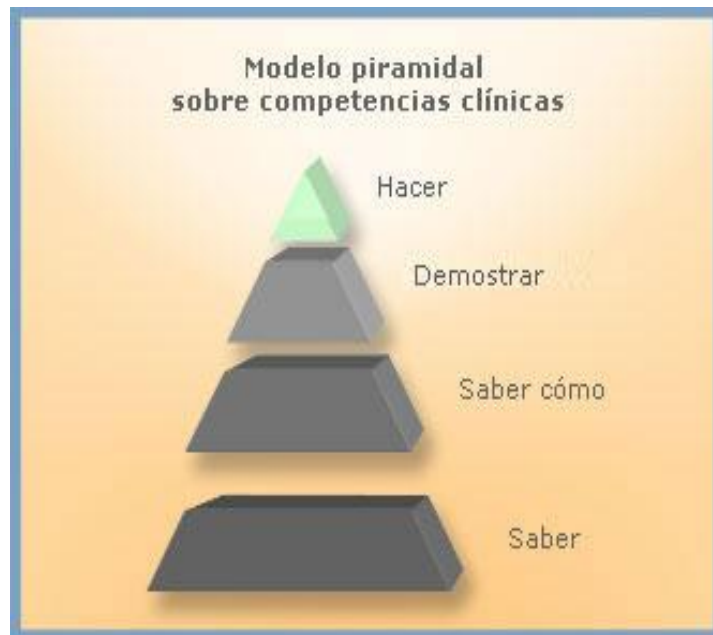 Modelo piramidal
sobre competencias clínicas
Hacer
Demostrar
Saber cómo
Saber